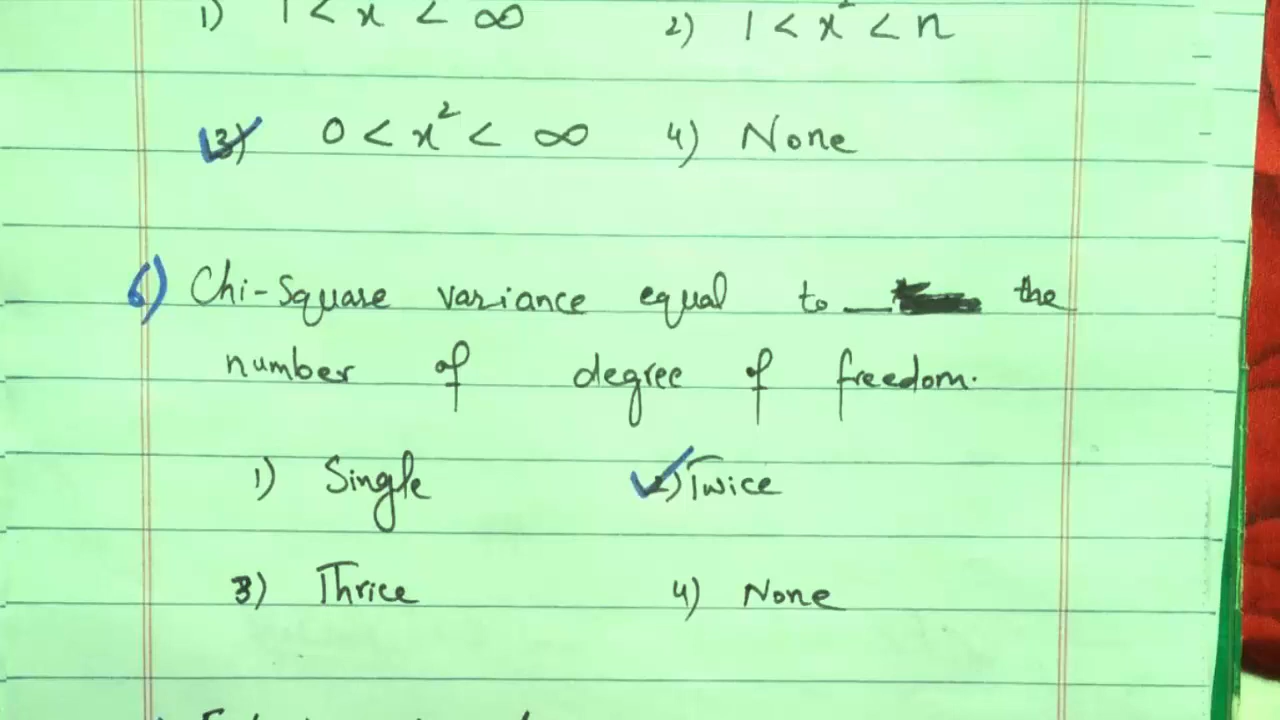 1) 1 < x < ∞ 2) 1 < x² < n
3) 0 < x² < ∞ 4) None
6) Chi-Square variance equal to __ the
number of degree of freedom.
1) Single 2) Twice
3) Thrice 4) None